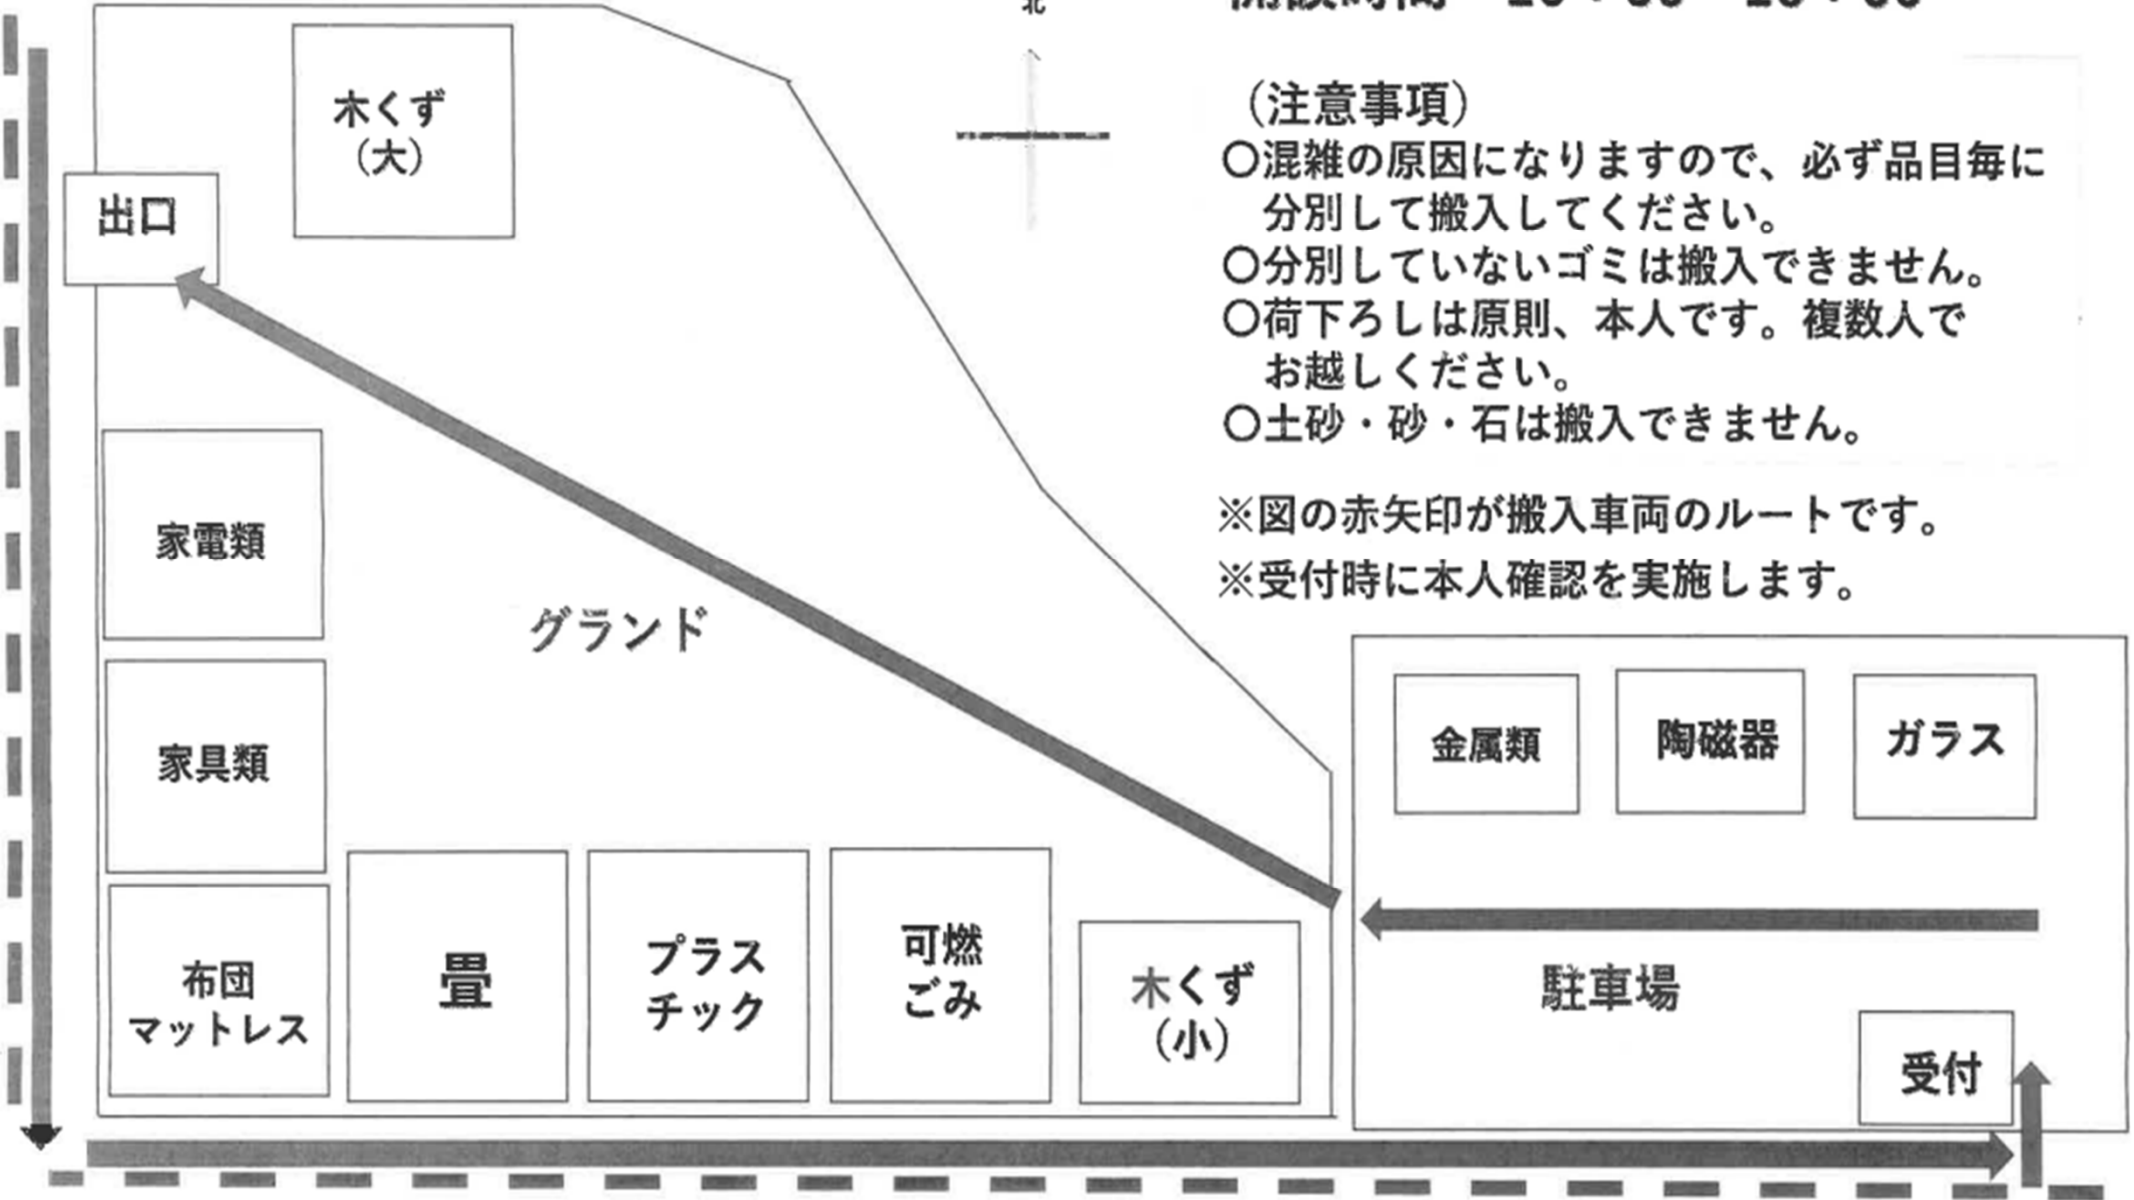 北
（注意事項）
〇混雑の原因になりますので、必ず品目毎に
分別して搬入してください。
〇分別していないゴミは搬入できません。
〇荷下ろしは原則、本人です。複数人で
お越しください。
〇土砂・砂・石は搬入できません。
※図の赤矢印が搬入車両のルートです。
※受付時に本人確認を実施します。
木くず
（大）
出口
家電類
グランド
家具類
布団
マットレス
畳
プラス
チック
可燃
ごみ
木くず
（小）
金属類
陶磁器
ガラス
駐車場
受付